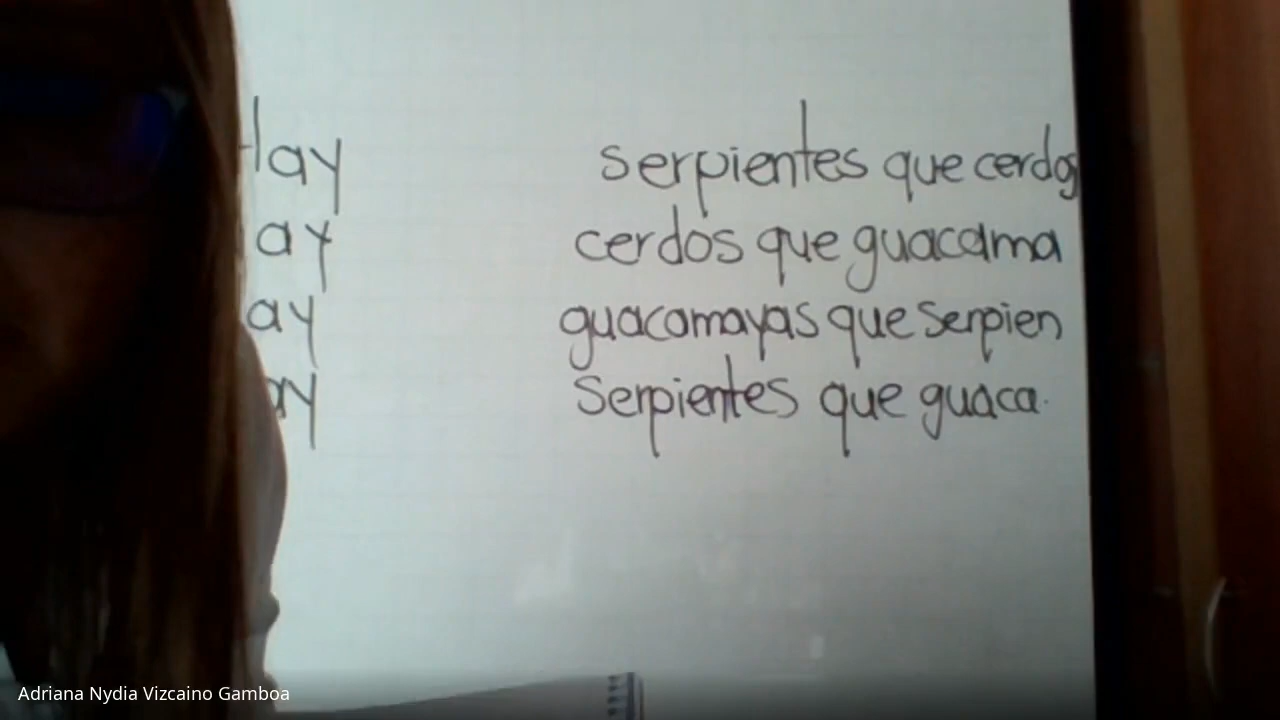 Hay serpientes que cerdos
ay cerdos que guacama
ay guacamayas que serpien
ay Serpientes que guaca.
Adriana Nydia Vizcaino Gamboa